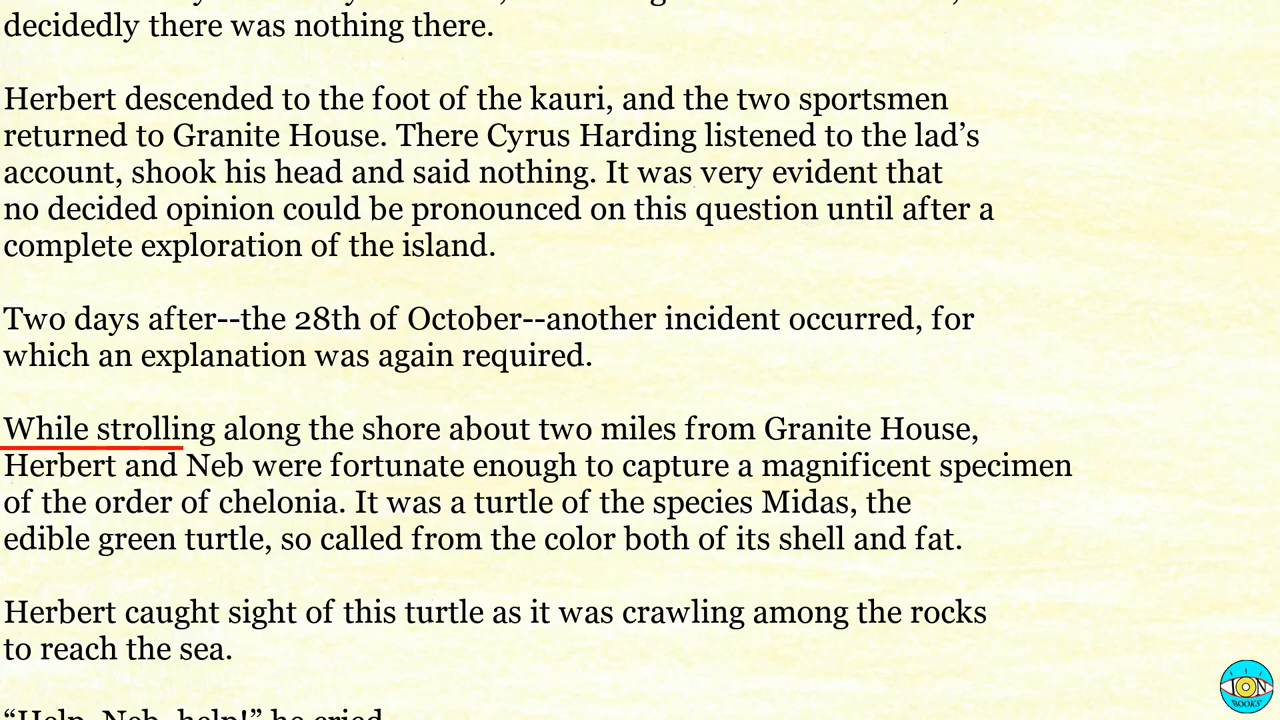 decidedly there was nothing there.
Herbert descended to the foot of the kauri, and the two sportsmen
returned to Granite House. There Cyrus Harding listened to the lad’s
account, shook his head and said nothing. It was very evident that
no decided opinion could be pronounced on this question until after a
complete exploration of the island.
Two days after--the 28th of October--another incident occurred, for
which an explanation was again required.
While strolling along the shore about two miles from Granite House,
Herbert and Neb were fortunate enough to capture a magnificent specimen
of the order of chelonia. It was a turtle of the species Midas, the
edible green turtle, so called from the color both of its shell and fat.
Herbert caught sight of this turtle as it was crawling among the rocks
to reach the sea.
“Help, Neb, help!” he cried
ION
BOOKS